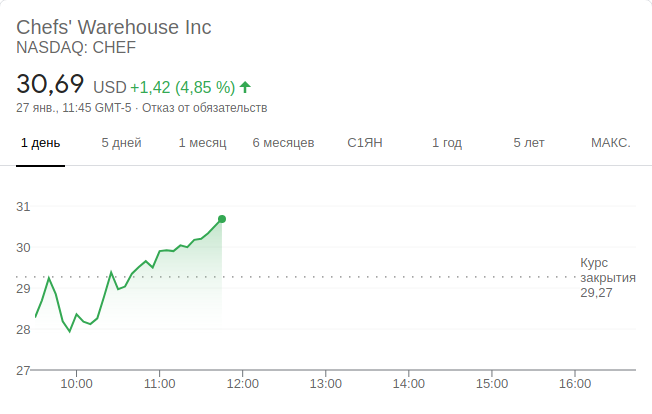 Chefs' Warehouse Inc
NASDAQ: CHEF
30,69 USD +1,42 (4,85 %)
27 янв., 11:45 GMT-5 · Отказ от обязательств
1 день 5 дней 1 месяц 6 месяцев С1ЯН 1 год 5 лет МАКС.
31
30
Курс
закрытия
29,27
29
28
27
10:00 11:00 12:00 13:00 14:00 15:00 16:00